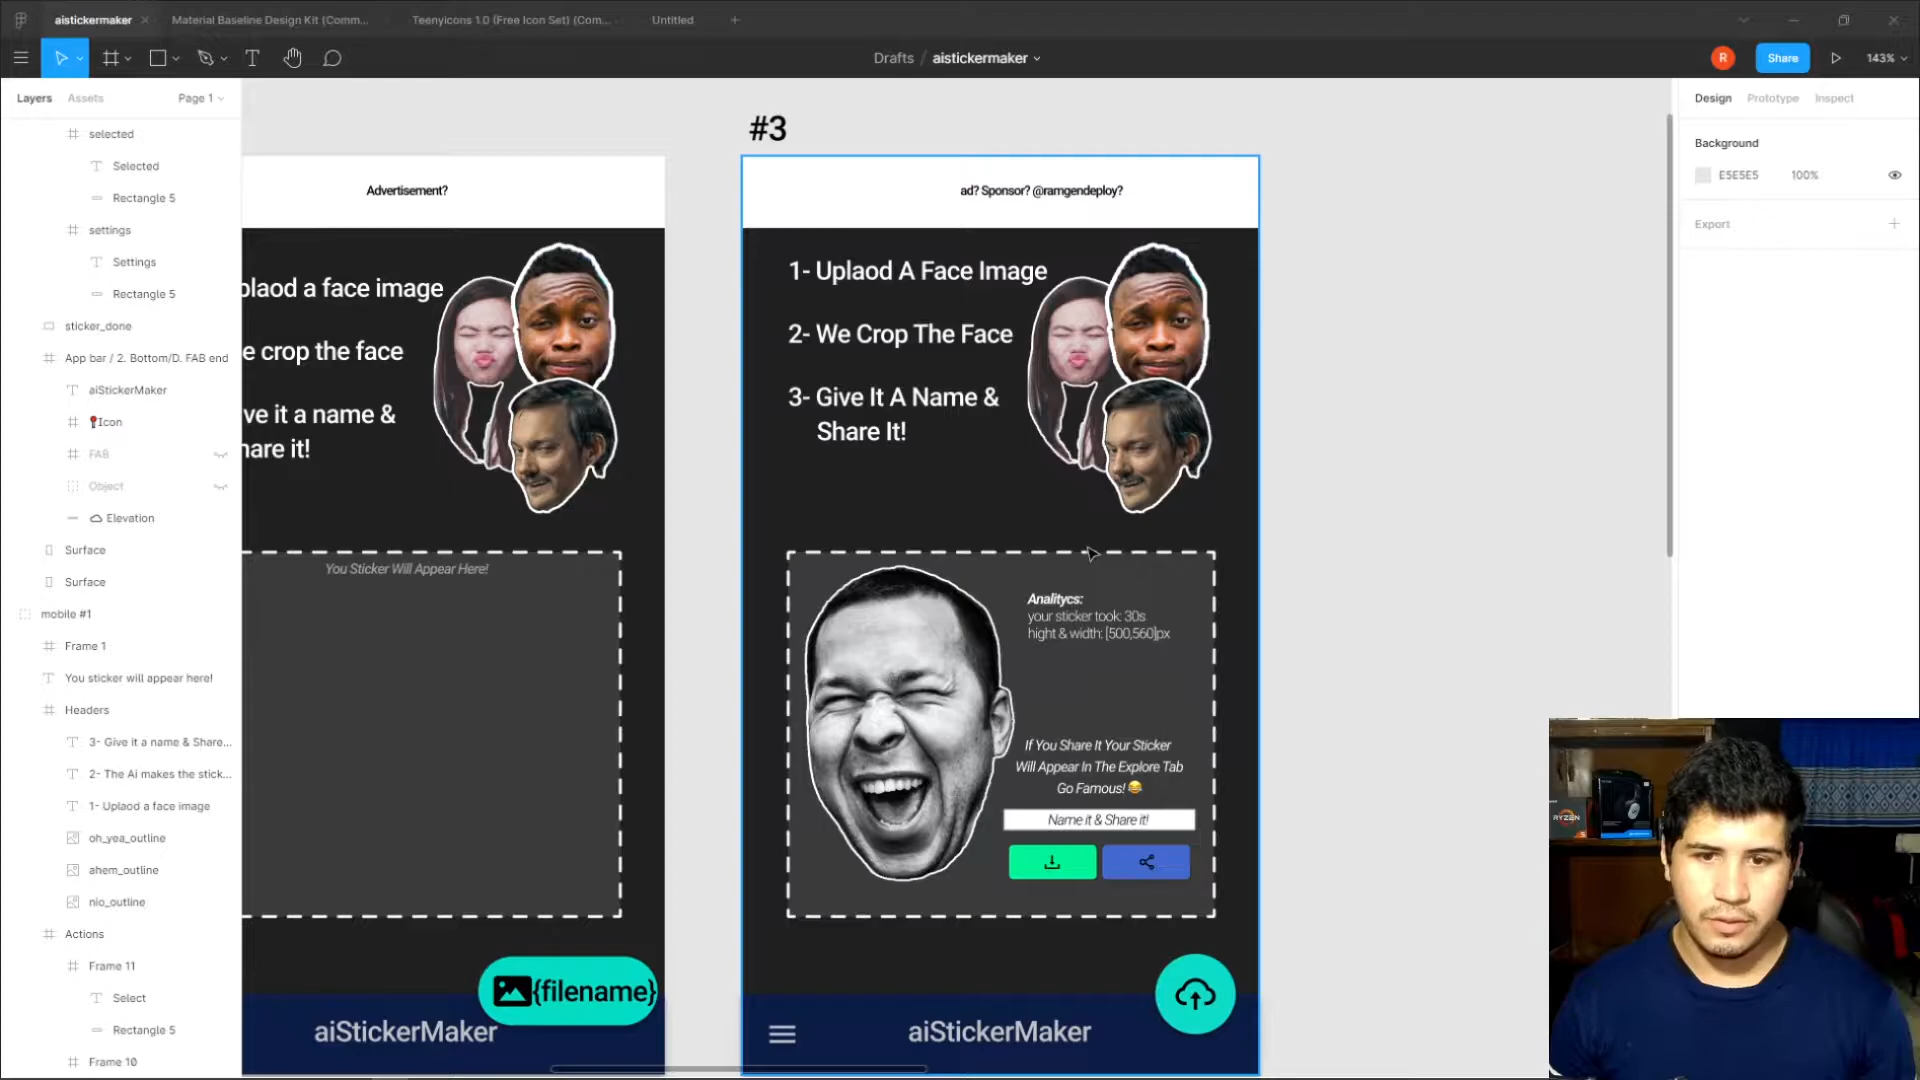 aistickermaker
Material Baseline Design Kit (Comm...
Teenyicons 1.0 (Free Icon Set) (Com...
Untitled
Drafts / aistickermaker
R
Share
143%
Layers
Assets
Page 1
selected
Selected
Rectangle 5
settings
Settings
Rectangle 5
sticker_done
App bar / 2. Bottom/D. FAB end
aiStickerMaker
Icon
FAB
Object
Elevation
Surface
Surface
mobile #1
Frame 1
You sticker will appear here!
Headers
3- Give it a name & Share...
2- The Ai makes the stick...
1- Uplaod a face image
oh_yea_outline
ahem_outline
nio_outline
Actions
Frame 11
Select
Rectangle 5
Frame 10
Advertisement?
plaod a face image
e crop the face
ve it a name &
hare it!
You Sticker Will Appear Here!
{filename}
aiStickerMaker
#3
ad? Sponsor? @ramgendeploy?
1- Uplaod A Face Image
2- We Crop The Face
3- Give It A Name &
Share It!
Analitycs:
your sticker took: 30s
hight & width: [500,560]px
If You Share It Your Sticker
Will Appear In The Explore Tab
Go Famous! 😂
Name it & Share it!
aiStickerMaker
Design
Prototype
Inspect
Background
E5E5E5
100%
Export
RYZEN